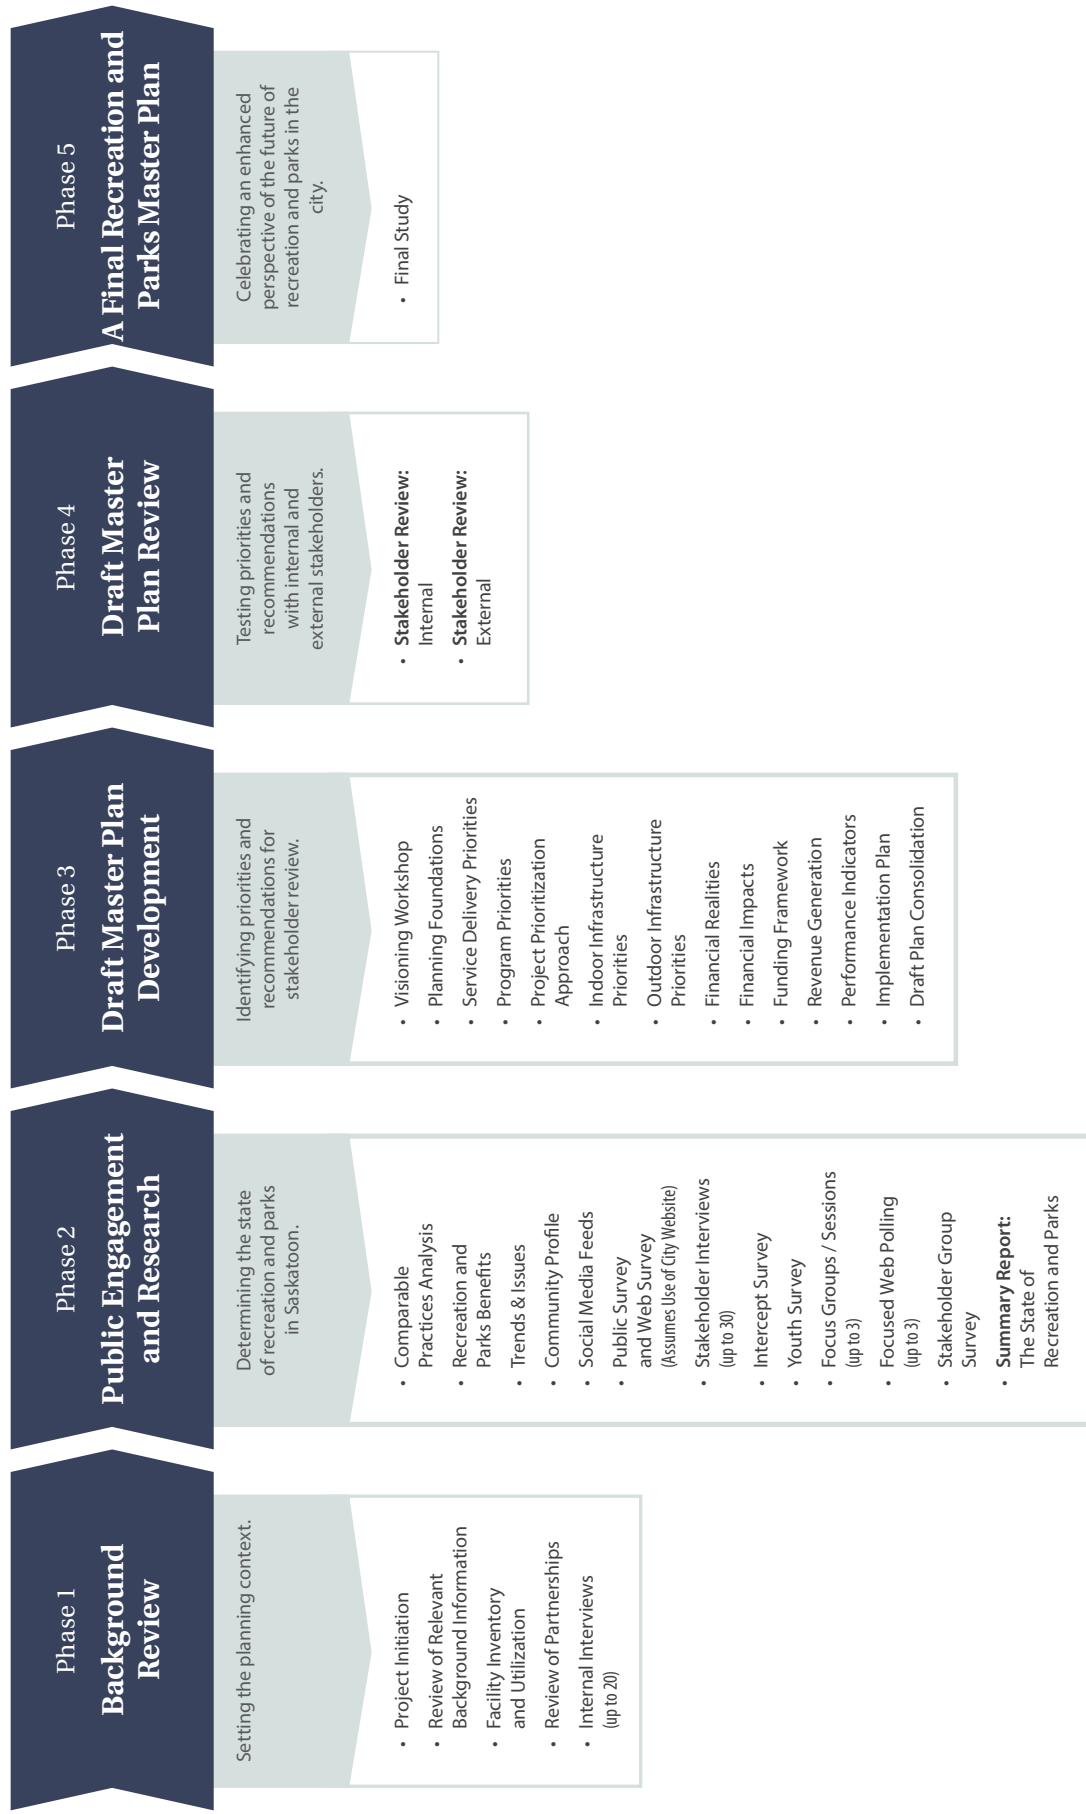 Phase 1
Background
Review
Setting the planning context.
• Project Initiation
• Review of Relevant
Background Information
• Facility Inventory
and Utilization
• Review of Partnerships
• Internal Interviews
(up to 20)
Phase 2
Public Engagement
and Research
Determining the state
of recreation and parks
in Saskatoon.
• Comparable
Practices Analysis
• Recreation and
Parks Benefits
• Trends & Issues
• Community Profile
• Social Media Feeds
• Public Survey
and Web Survey
(Assumes Use of City Website)
• Stakeholder Interviews
(up to 30)
• Intercept Survey
• Youth Survey
• Focus Groups / Sessions
(up to 3)
• Focused Web Polling
(up to 3)
• Stakeholder Group
Survey
• Summary Report:
The State of
Recreation and Parks
Phase 3
Draft Master Plan
Development
Identifying priorities and
recommendations for
stakeholder review.
• Visioning Workshop
• Planning Foundations
• Service Delivery Priorities
• Program Priorities
• Project Prioritization
Approach
• Indoor Infrastructure
Priorities
• Outdoor Infrastructure
Priorities
• Financial Realities
• Financial Impacts
• Funding Framework
• Revenue Generation
• Performance Indicators
• Implementation Plan
• Draft Plan Consolidation
Phase 4
Draft Master
Plan Review
Testing priorities and
recommendations
with internal and
external stakeholders.
• Stakeholder Review:
Internal
• Stakeholder Review:
External
Phase 5
A Final Recreation and
Parks Master Plan
Celebrating an enhanced
perspective of the future of
recreation and parks in the
city.
• Final Study